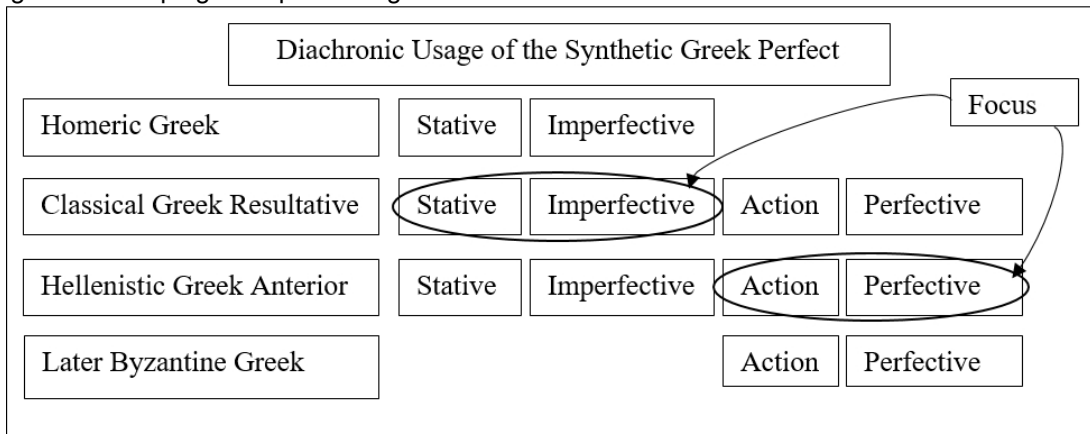 Diachronic Usage of the Synthetic Greek Perfect
Focus
Homeric Greek Stative Imperfective
Classical Greek Resultative Stative Imperfective Action Perfective
Hellenistic Greek Anterior Stative Imperfective Action Perfective
Later Byzantine Greek Action Perfective